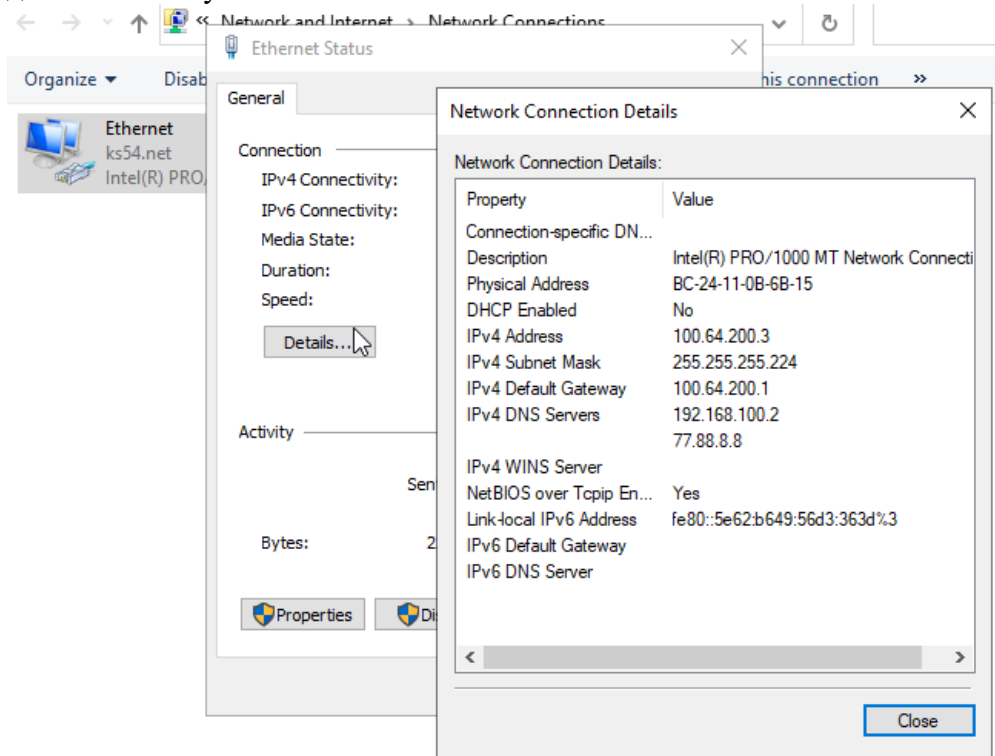 Network and Internet > Network Connections
Ethernet Status
Organize
Disab
his connection
General
Network Connection Details
Ethernet
ks54.net
Intel(R) PRO/
Connection
IPv4 Connectivity:
IPv6 Connectivity:
Media State:
Duration:
Speed:
Details...
Activity
Sen
Bytes: 2
Properties
Di
Network Connection Details:
Property Value
Connection-specific DN...
Description Intel(R) PRO/1000 MT Network Connecti
Physical Address BC-24-11-0B-6B-15
DHCP Enabled No
IPv4 Address 100.64.200.3
IPv4 Subnet Mask 255.255.255.224
IPv4 Default Gateway 100.64.200.1
IPv4 DNS Servers 192.168.100.2
77.88.8.8
IPv4 WINS Server
NetBIOS over Tcpip En... Yes
Link-local IPv6 Address fe80::5e62:b649:56d3:363d%3
IPv6 Default Gateway
IPv6 DNS Server
Close